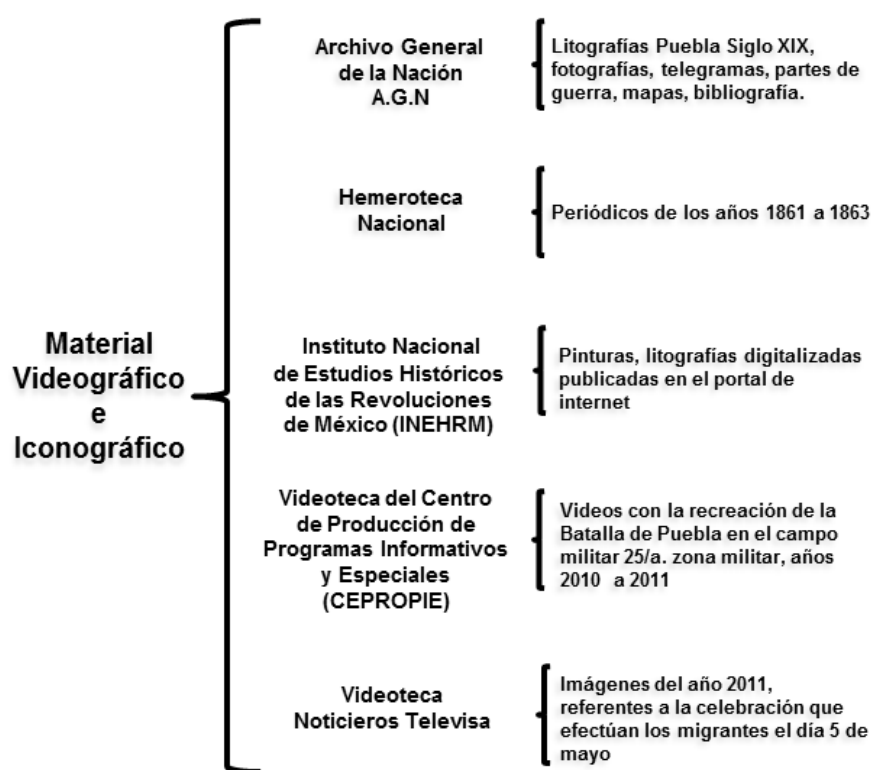 Material
Videográfico
e
Iconográfico
Archivo General
de la Nación
A.G.N
Litografías Puebla Siglo XIX,
fotografías, telegramas, partes de
guerra, mapas, bibliografía.
Hemeroteca
Nacional
Periódicos de los años 1861 a 1863
Instituto Nacional
de Estudios Históricos
de las Revoluciones
de México (INEHRM)
Pinturas, litografías digitalizadas
publicadas en el portal de
internet
Videoteca del Centro
de Producción de
Programas Informativos
y Especiales
(CEPROPIE)
Videos con la recreación de la
Batalla de Puebla en el campo
militar 25/a. zona militar, años
2010 a 2011
Videoteca
Noticieros Televisa
Imágenes del año 2011,
referentes a la celebración que
efectúan los migrantes el día 5 de
mayo